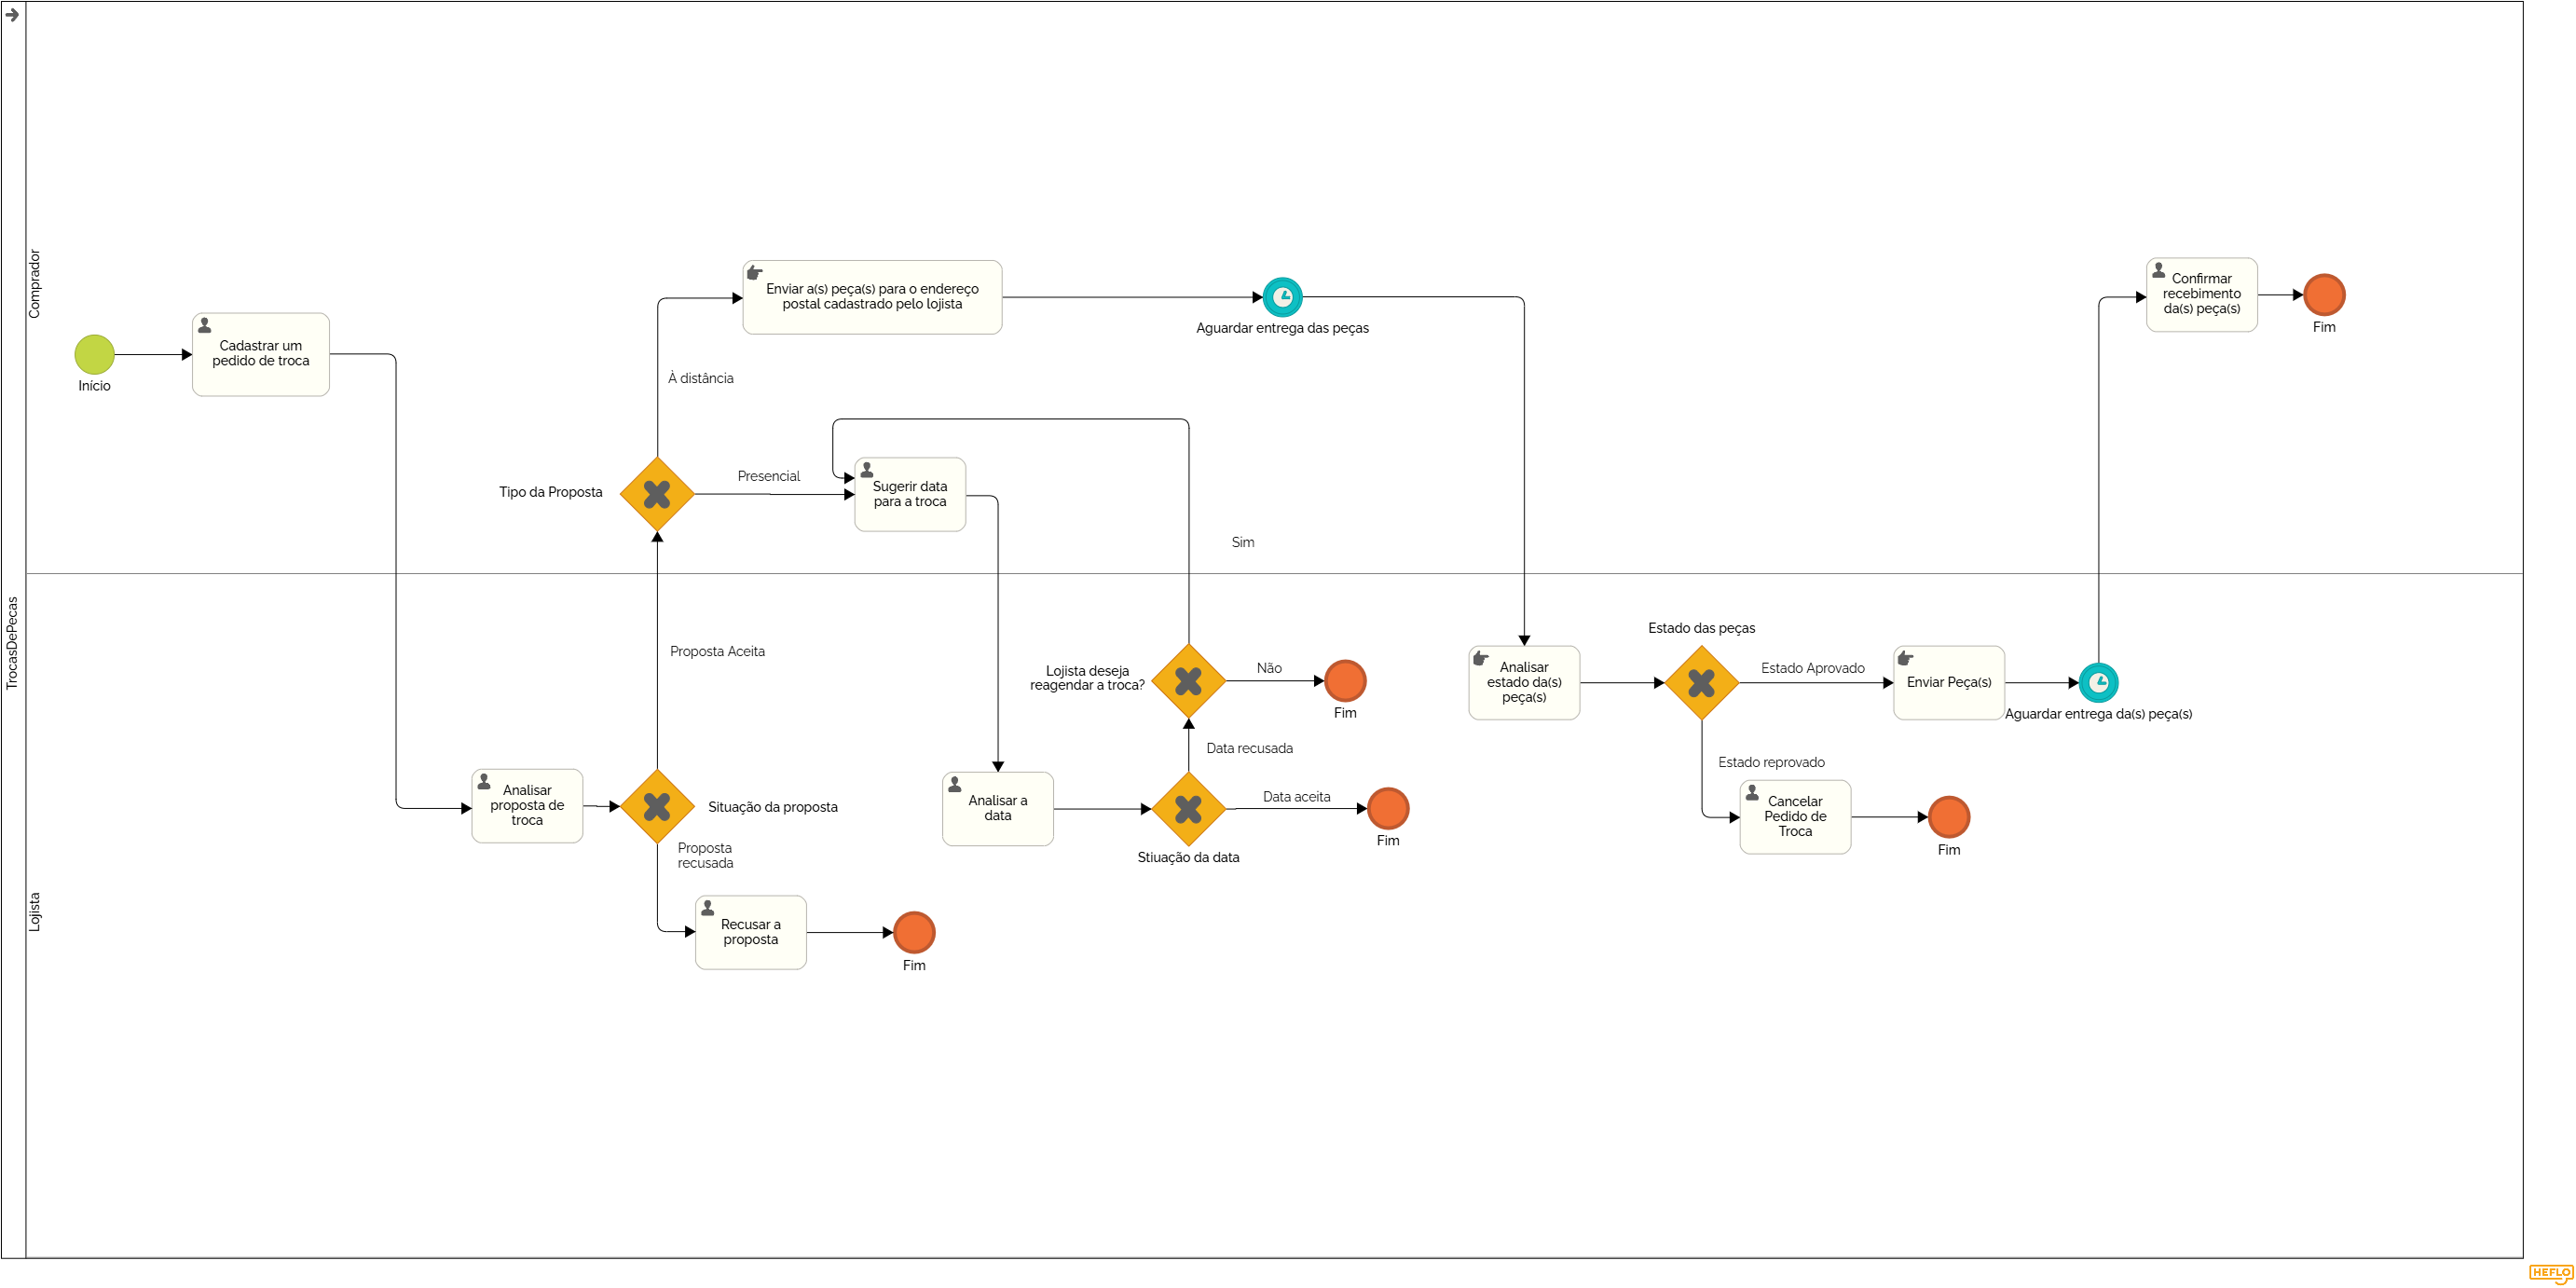 TrocasDePecas
Comprador
Lojista
Início
Cadastrar um
pedido de troca
Analisar
proposta de
troca
Situação da proposta
Proposta
recusada
Recusar a
proposta
Fim
Proposta Aceita
Tipo da Proposta
À distância
Enviar a(s) peça(s) para o endereço
postal cadastrado pelo lojista
Aguardar entrega das peças
Presencial
Sugerir data
para a troca
Analisar a
data
Stiuação da data
Data aceita
Fim
Data recusada
Lojista deseja
reagendar a troca?
Não
Fim
Sim
Analisar
estado da(s)
peça(s)
Estado das peças
Estado Aprovado
Enviar Peça(s)
Aguardar entrega da(s) peça(s)
Estado reprovado
Cancelar
Pedido de
Troca
Fim
Confirmar
recebimento
da(s) peça(s)
Fim
HEFLO